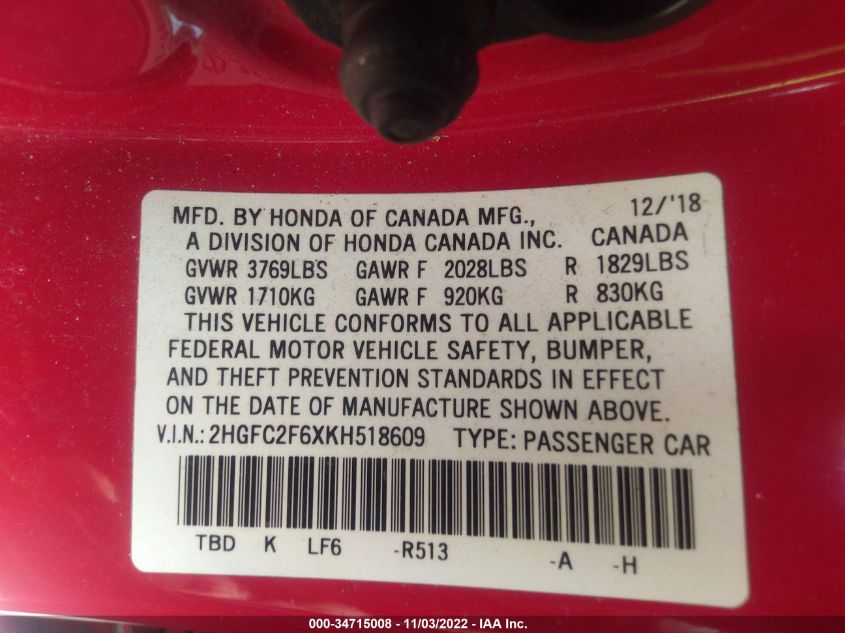 MFD. BY HONDA OF CANADA MFG., 12/'18
A DIVISION OF HONDA CANADA INC. CANADA
GVWR 3769LBS GAWR F 2028LBS R 1829LBS
GVWR 1710KG GAWR F 920KG R 830KG
THIS VEHICLE CONFORMS TO ALL APPLICABLE
FEDERAL MOTOR VEHICLE SAFETY, BUMPER,
AND THEFT PREVENTION STANDARDS IN EFFECT
ON THE DATE OF MANUFACTURE SHOWN ABOVE.
V.I.N.: 2HGFC2F6XKH518609 TYPE: PASSENGER CAR
TBD K LF6 -R513 -A -H
000-34715008 - 11/03/2022 - IAA Inc.